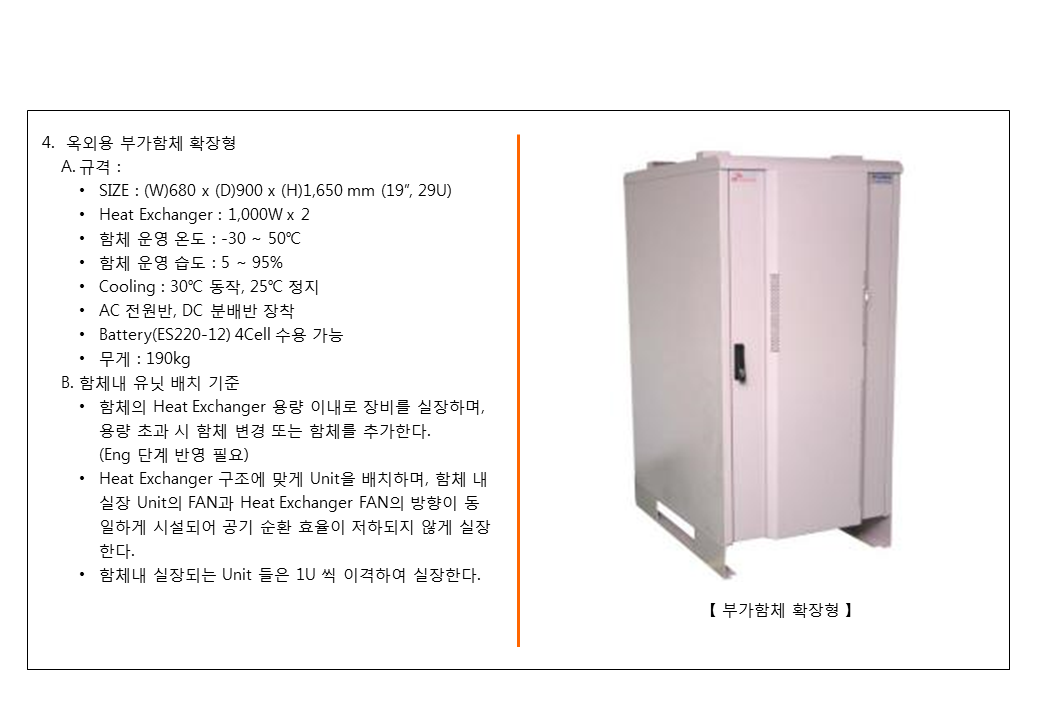 4. 옥외용 부가함체 확장형
A. 규격 :
• SIZE : (W)680 x (D)900 x (H)1,650 mm (19”, 29U)
• Heat Exchanger : 1,000W x 2
• 함체 운영 온도 : -30 ~ 50℃
• 함체 운영 습도 : 5 ~ 95%
• Cooling : 30℃ 동작, 25℃ 정지
• AC 전원반, DC 분배반 장착
• Battery(ES220-12) 4Cell 수용 가능
• 무게 : 190kg
B. 함체내 유닛 배치 기준
• 함체의 Heat Exchanger 용량 이내로 장비를 실장하며,
용량 초과 시 함체 변경 또는 함체를 추가한다.
(Eng 단계 반영 필요)
• Heat Exchanger 구조에 맞게 Unit을 배치하며, 함체 내
실장 Unit의 FAN과 Heat Exchanger FAN의 방향이 동
일하게 시설되어 공기 순환 효율이 저하되지 않게 실장
한다.
• 함체내 실장되는 Unit 들은 1U 씩 이격하여 실장한다.
【 부가함체 확장형 】